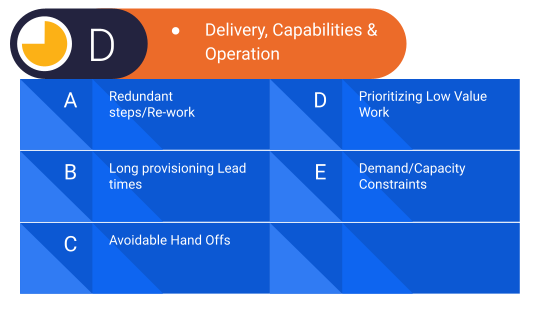 D
• Delivery, Capabilities &
Operation
A
Redundant
steps/Re-work
B
Long provisioning Lead
times
C
Avoidable Hand Offs
D
Prioritizing Low Value
Work
E
Demand/Capacity
Constraints